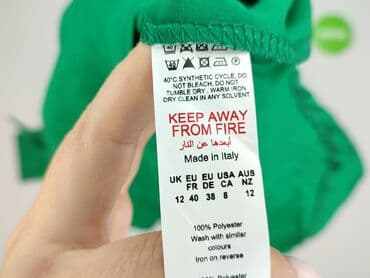 40°C SYNTHETIC CYCLE, DO
NOT BLEACH, DO NOT
TUMBLE DRY, WARM IRON,
DRY CLEAN IN ANY SOLVENT
KEEP AWAY
FROM FIRE
أبعدها عن النار
Made in Italy
UK EU EU USA AUS
FR DE CA NZ
12 40 38 8 12
100% Polyester
Wash with similar
colours
Iron on reverse
100% Polyester